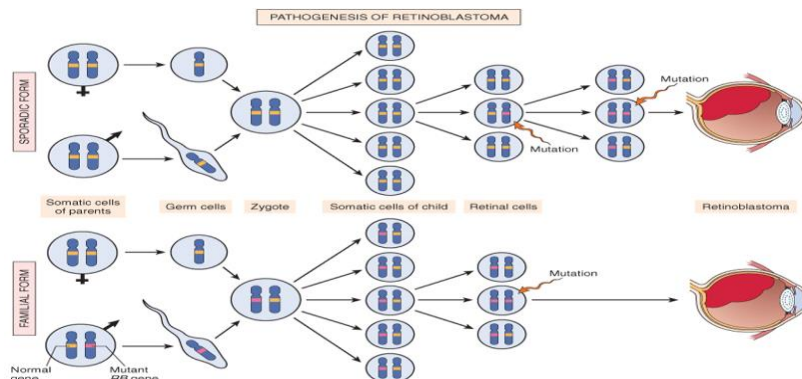 PATHOGENESIS OF RETINOBLASTOMA
SPORADIC FORM
Mutation
Mutation
Somatic cells
of parents
Germ cells
Zygote
Somatic cells of child
Retinal cells
Retinoblastoma
FAMILIAL FORM
Mutation
Normal
gene
Mutant
RB gene